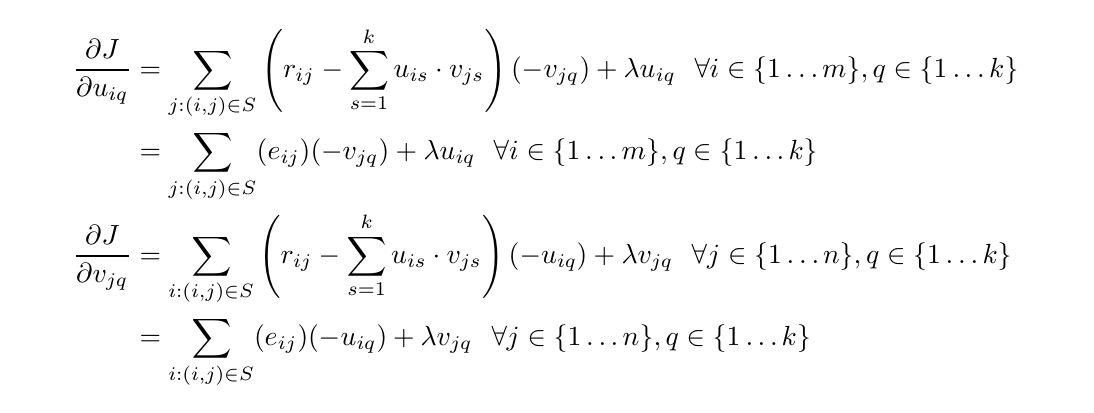 ∂J/∂u_{iq} = ∑_{j:(i,j)∈S} ( r_{ij} − ∑_{s=1}^{k} u_{is} · v_{js} ) (−v_{jq}) + λu_{iq} ∀i ∈ {1 . . . m}, q ∈ {1 . . . k}
= ∑_{j:(i,j)∈S} (e_{ij})(−v_{jq}) + λu_{iq} ∀i ∈ {1 . . . m}, q ∈ {1 . . . k}
∂J/∂v_{jq} = ∑_{i:(i,j)∈S} ( r_{ij} − ∑_{s=1}^{k} u_{is} · v_{js} ) (−u_{iq}) + λv_{jq} ∀j ∈ {1 . . . n}, q ∈ {1 . . . k}
= ∑_{i:(i,j)∈S} (e_{ij})(−u_{iq}) + λv_{jq} ∀j ∈ {1 . . . n}, q ∈ {1 . . . k}